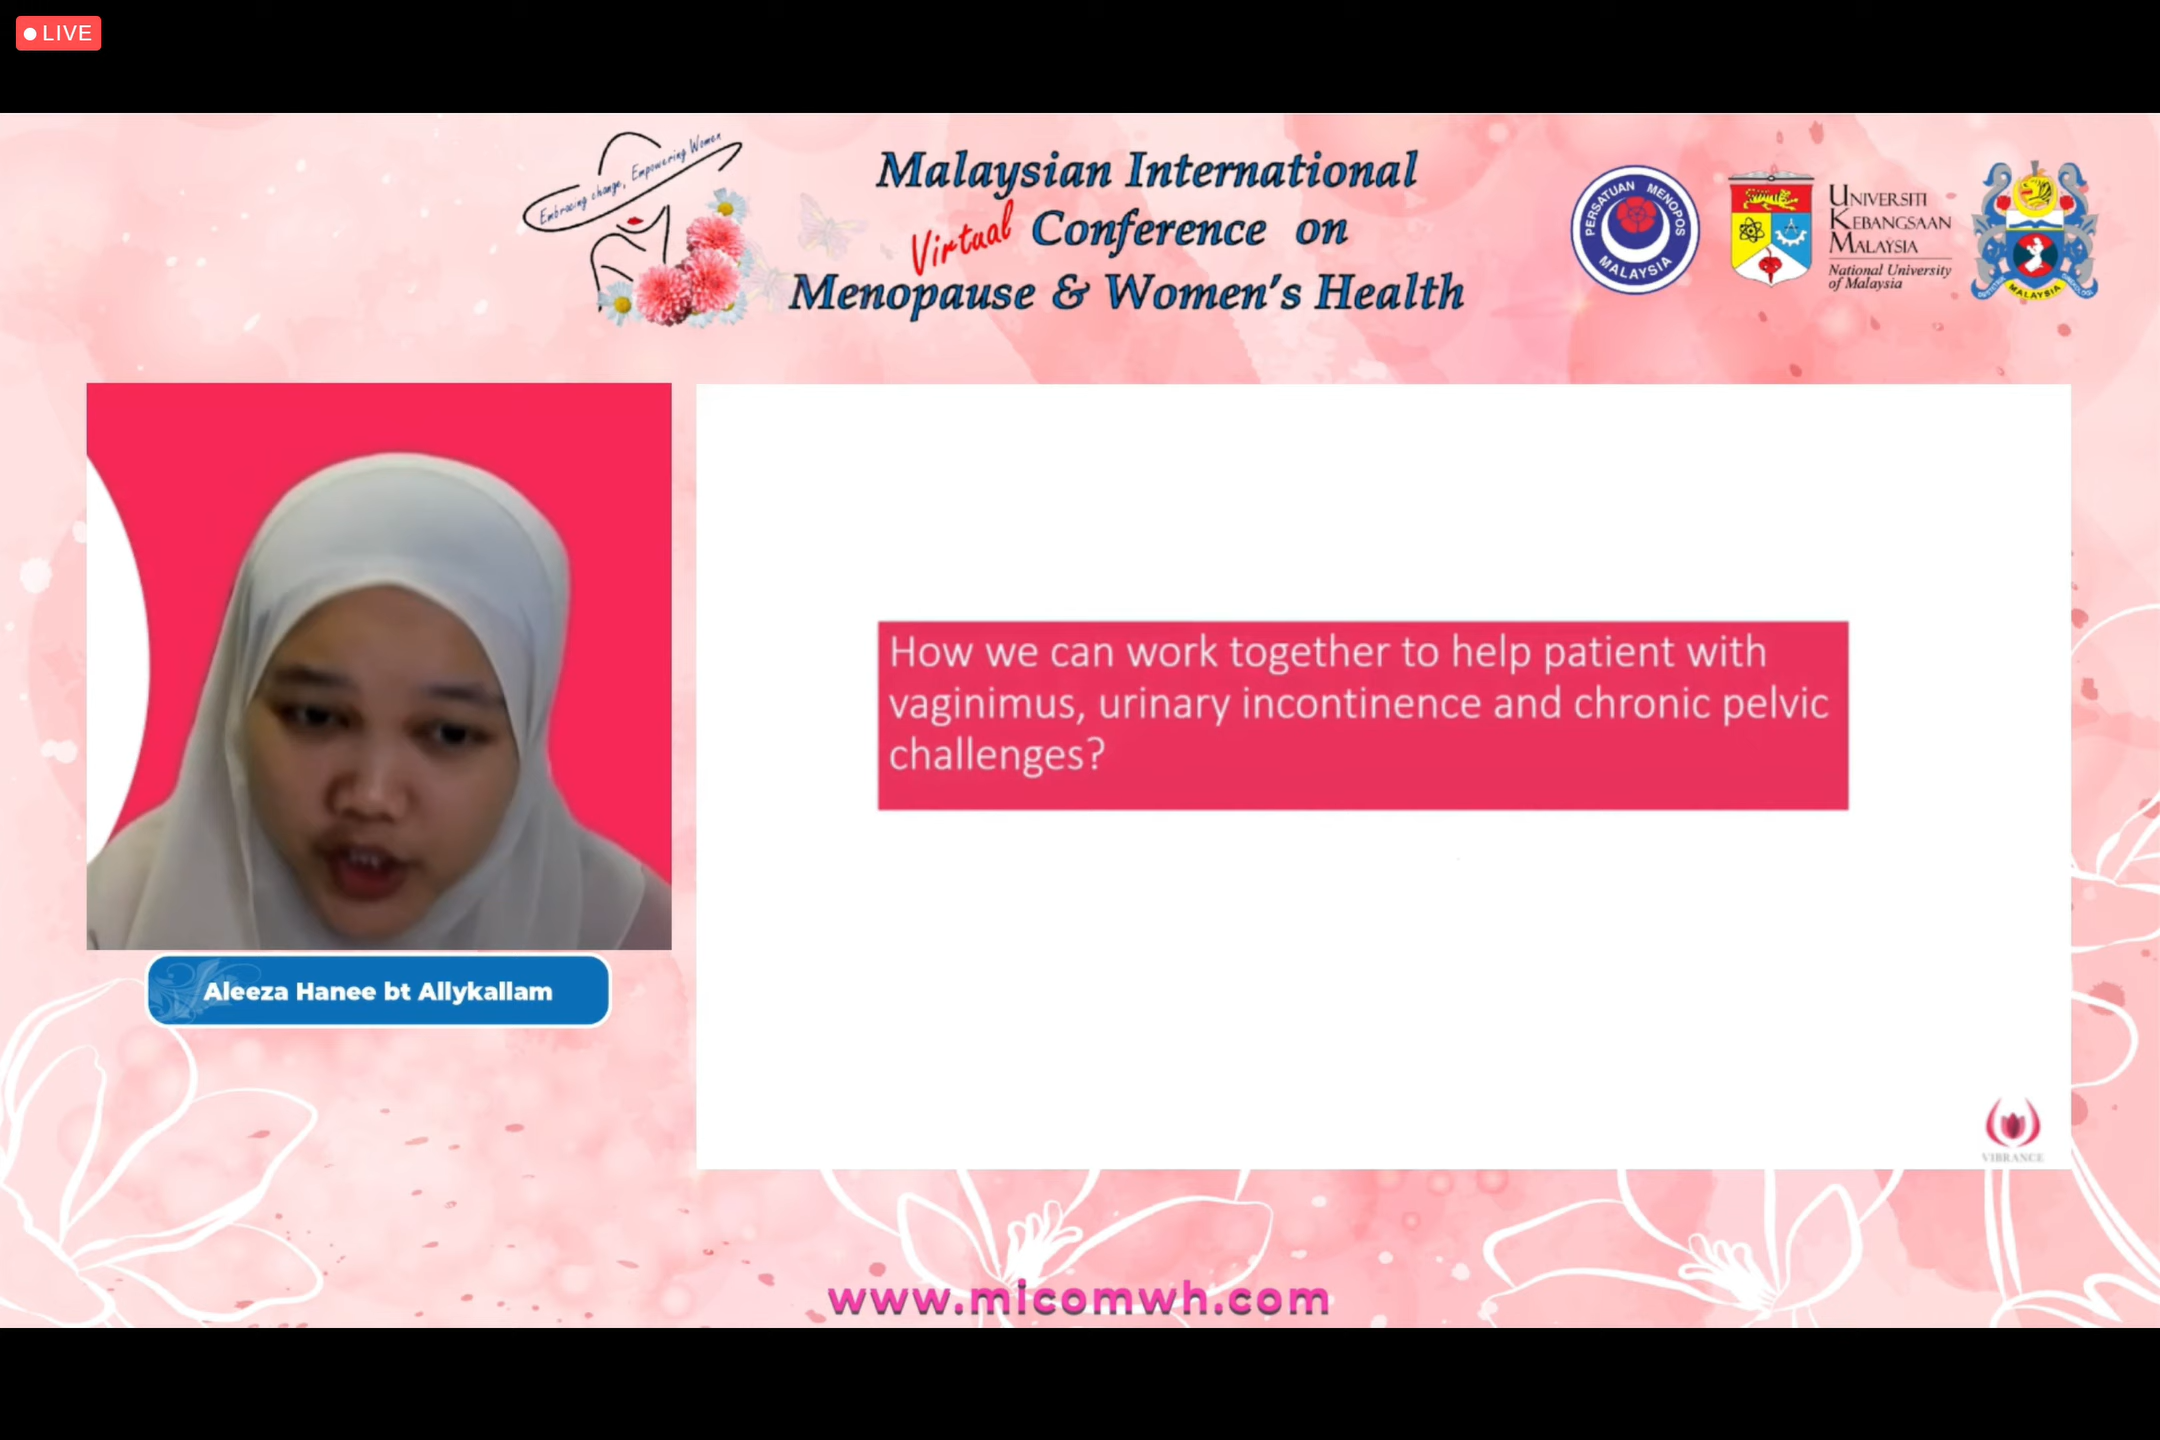 LIVE
Embracing change, Empowering Women
Malaysian International
Virtual Conference on
Menopause & Women's Health
PERSATUAN MENOPOS
MALAYSIA
UNIVERSITI
KEBANGSAAN
MALAYSIA
National University
of Malaysia
MALAYSIA
How we can work together to help patient with
vaginimus, urinary incontinence and chronic pelvic
challenges?
Aleeza Hanee bt Allykallam
VIBRANCE
www.micomwh.com